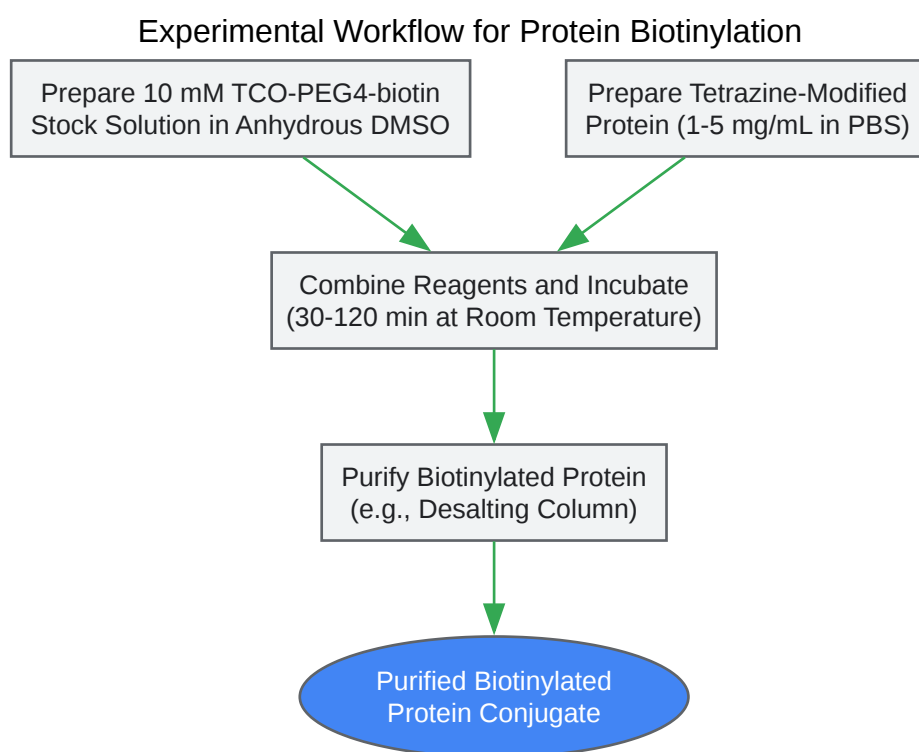 Experimental Workflow for Protein Biotinylation
Prepare 10 mM TCO-PEG4-biotin
Stock Solution in Anhydrous DMSO
Prepare Tetrazine-Modified
Protein (1-5 mg/mL in PBS)
Combine Reagents and Incubate
(30-120 min at Room Temperature)
Purify Biotinylated Protein
(e.g., Desalting Column)
Purified Biotinylated
Protein Conjugate